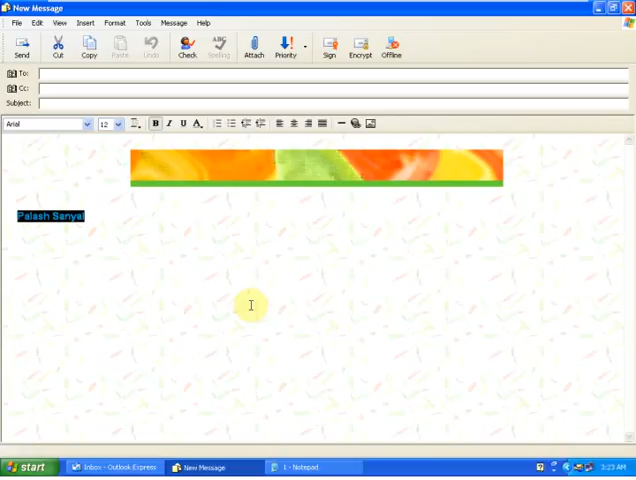 New Message
File Edit View Insert Format Tools Message Help
Send Cut Copy Paste Undo Check Spelling Attach Priority Sign Encrypt Offline
To:
Cc:
Subject:
Arial 12 B I U A
Palash Sanyal
start Inbox - Outlook Express New Message 1 - Notepad 3:23 AM